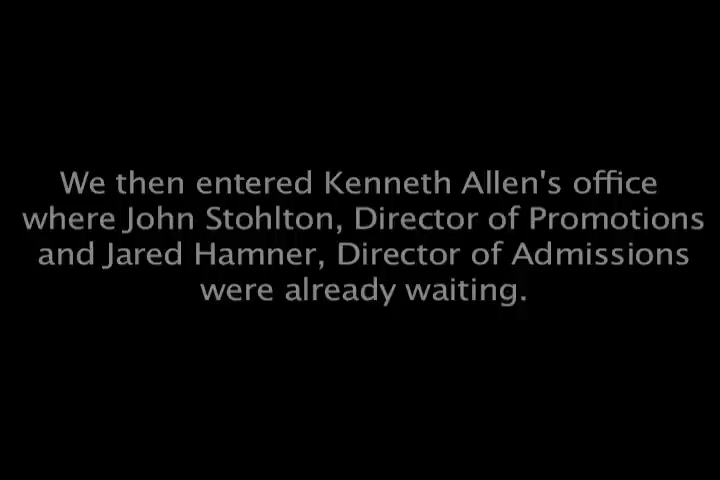 We then entered Kenneth Allen's office
where John Stohlton, Director of Promotions
and Jared Hamner, Director of Admissions
were already waiting.